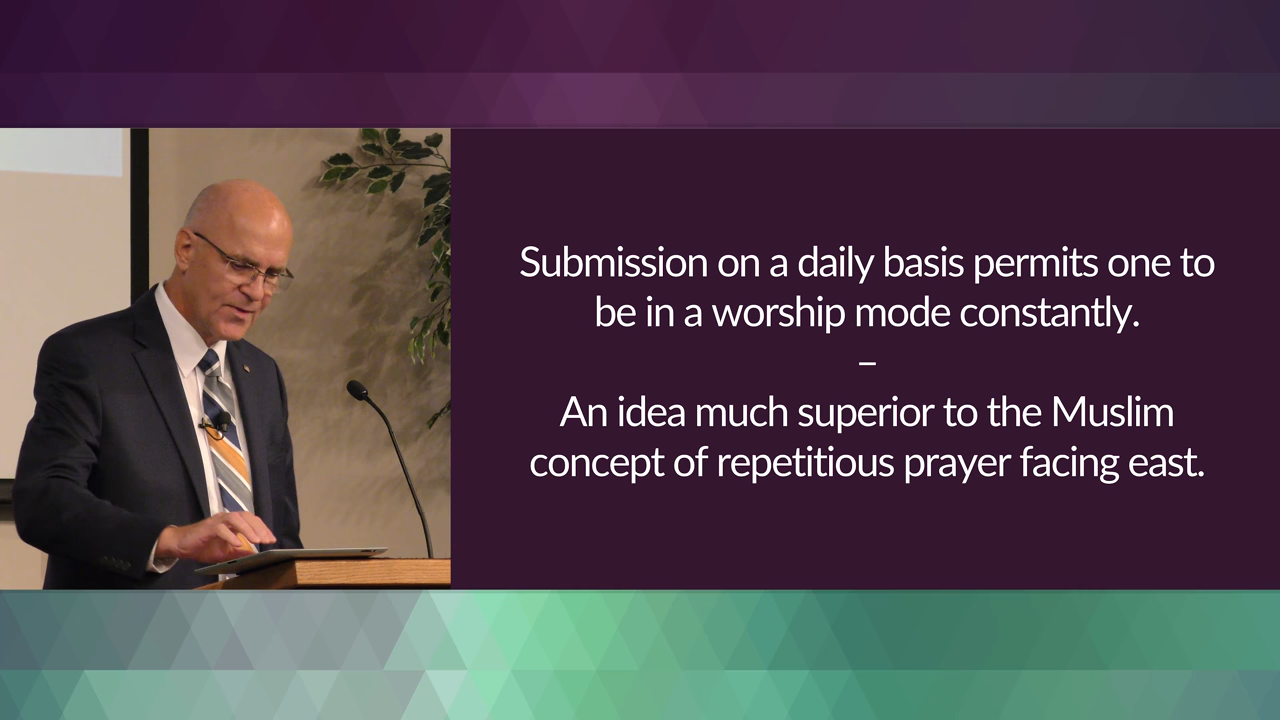 Submission on a daily basis permits one to
be in a worship mode constantly.
–
An idea much superior to the Muslim
concept of repetitious prayer facing east.